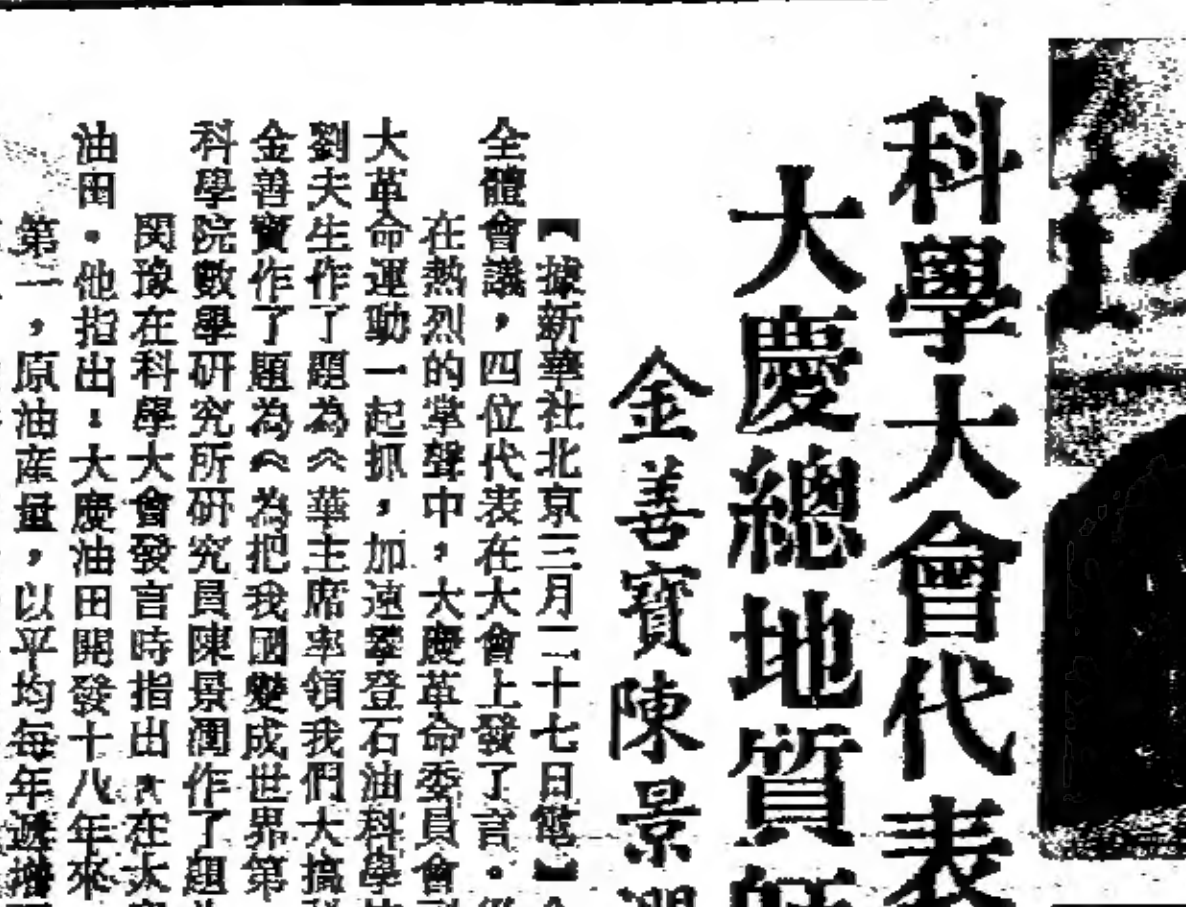 科學大會代表
大慶總地質師
金善寶陳景潤
【據新華社北京三月二十七日電】
全體會議，四位代表在大會上發了言。
在熱烈的掌聲中，大慶革命委員會
大革命運動一起抓，加速攀登石油科學
劉夫生作了題為《華主席率領我們大搞
金善寶作了題為《為把我國變成世界第
科學院數學研究所研究員陳景潤作了題
閔豫在科學大會發言時指出，在大
油田。他指出：大慶油田開發十八年來
第一，原油產量，以平均每年遞增